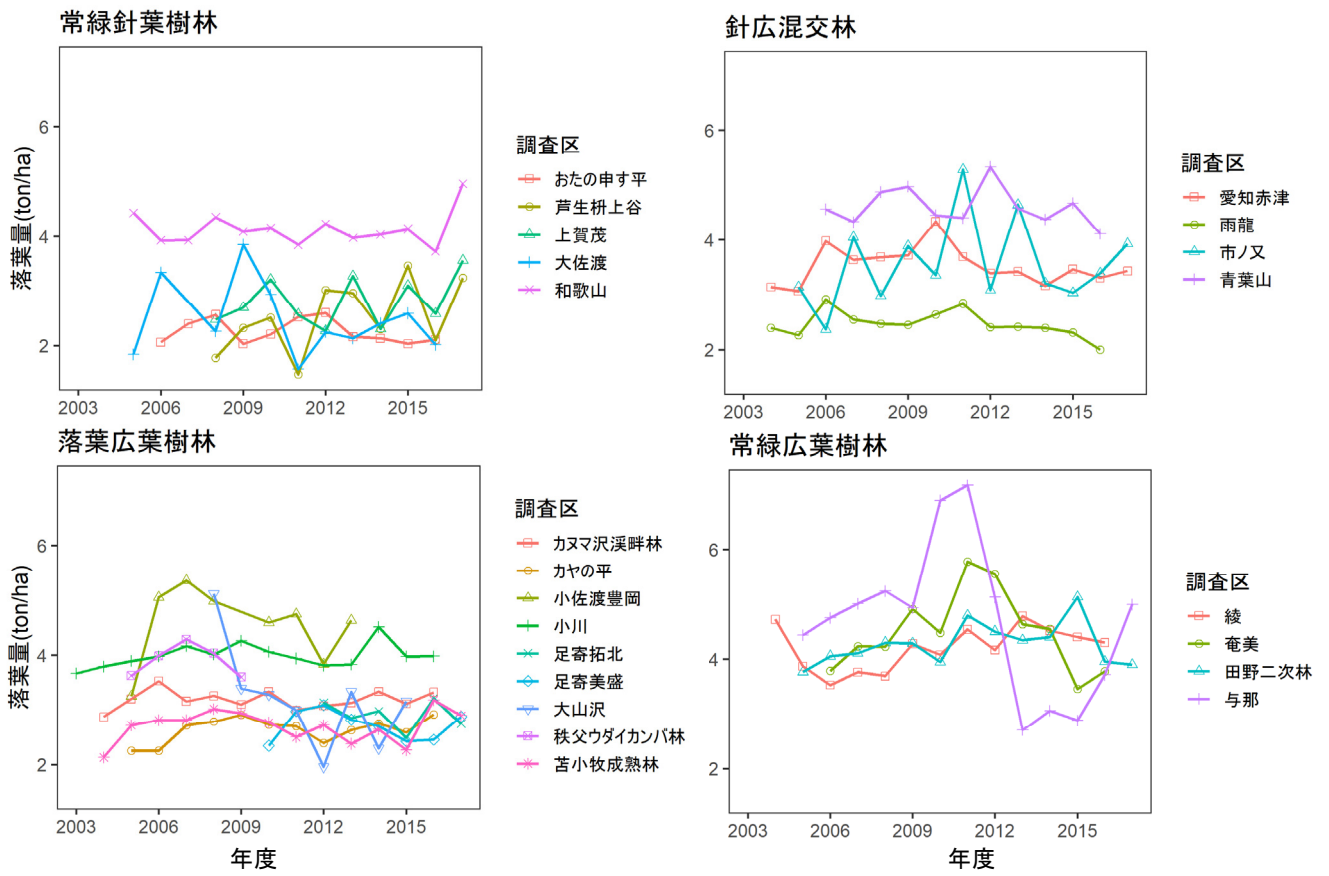 常緑針葉樹林
落葉量(ton/ha)
6
4
2
2003
2006
2009
2012
2015
調査区
おたの申す平
芦生枡上谷
上賀茂
大佐渡
和歌山
針広混交林
6
4
2
2003
2006
2009
2012
2015
調査区
愛知赤津
雨龍
市ノ又
青葉山
落葉広葉樹林
落葉量(ton/ha)
6
4
2
2003
2006
2009
2012
2015
年度
調査区
カヌマ沢渓畔林
カヤの平
小佐渡豊岡
小川
足寄拓北
足寄美盛
大山沢
秩父ウダイカンバ林
苫小牧成熟林
常緑広葉樹林
6
4
2
2003
2006
2009
2012
2015
年度
調査区
綾
奄美
田野二次林
与那